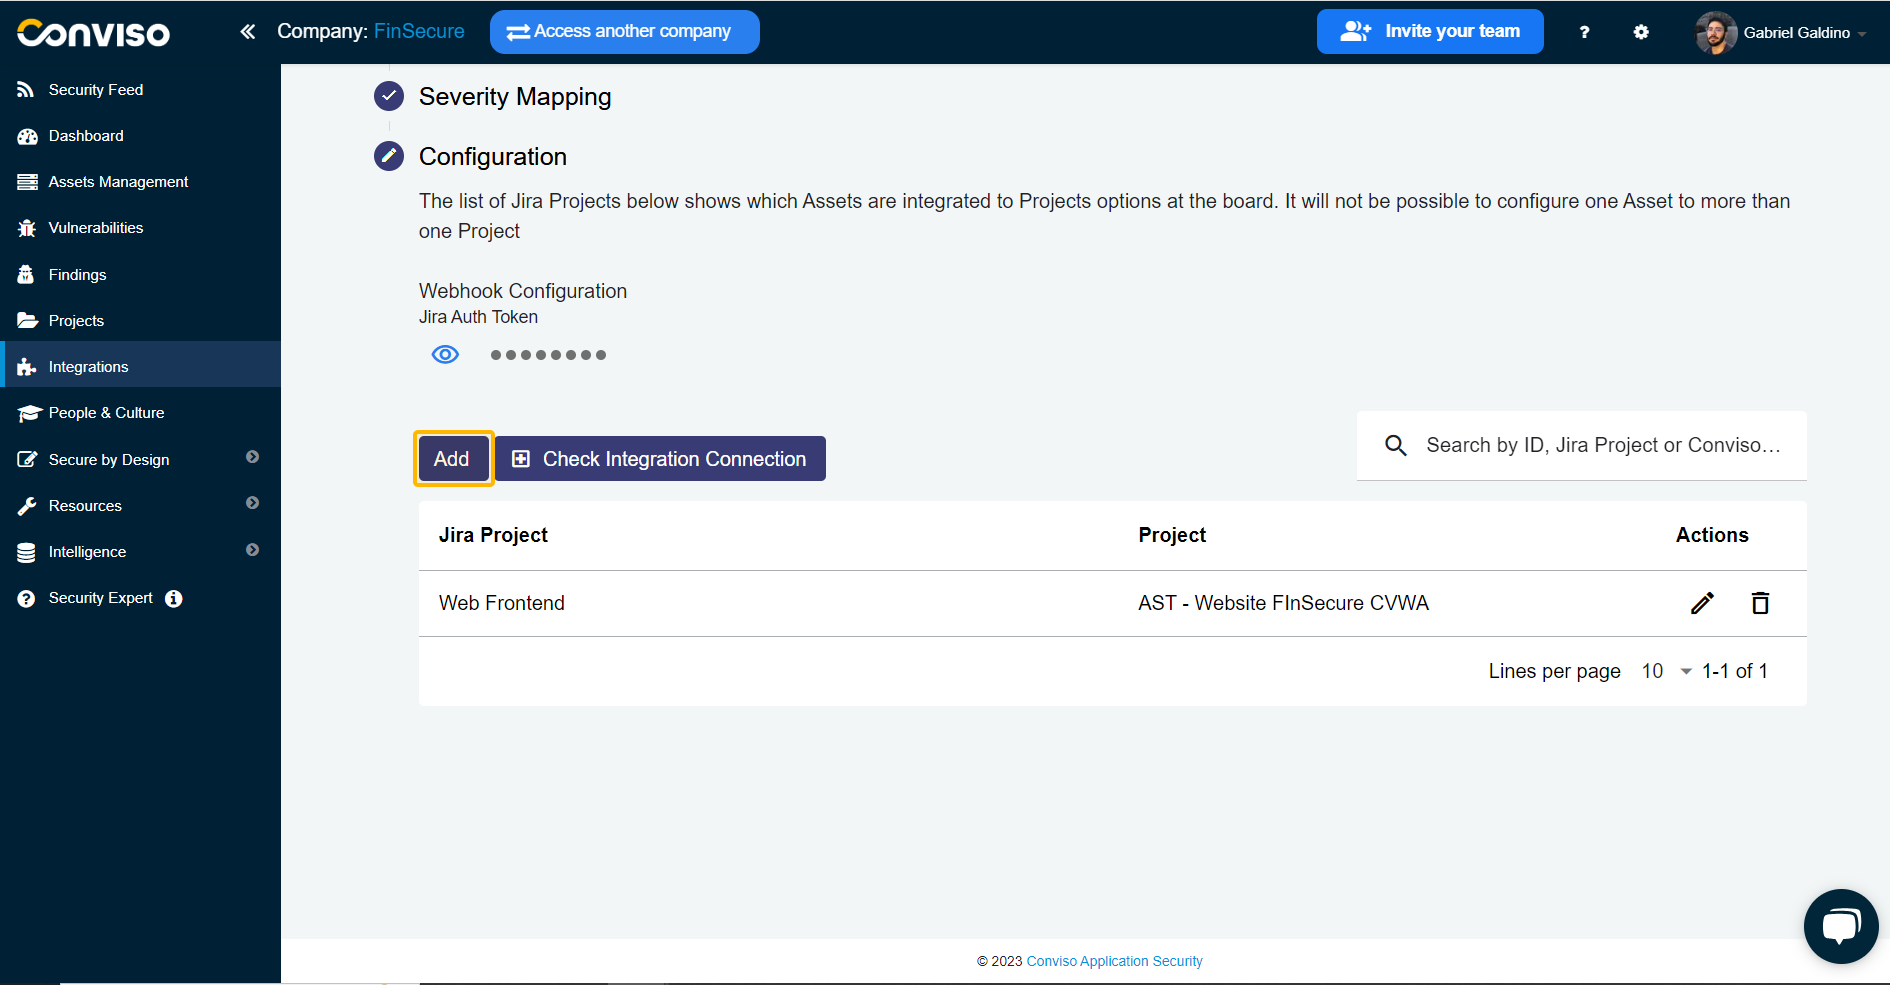 Conviso
Company: FinSecure
Access another company
Invite your team
?
Gabriel Galdino
Security Feed
Dashboard
Assets Management
Vulnerabilities
Findings
Projects
Integrations
People & Culture
Secure by Design
Resources
Intelligence
Security Expert
Severity Mapping
Configuration
The list of Jira Projects below shows which Assets are integrated to Projects options at the board. It will not be possible to configure one Asset to more than
one Project
Webhook Configuration
Jira Auth Token
●●●●●●●●
Add
Check Integration Connection
Search by ID, Jira Project or Conviso...
Jira Project Project Actions
Web Frontend AST - Website FInSecure CVWA
Lines per page 10 1-1 of 1
© 2023 Conviso Application Security